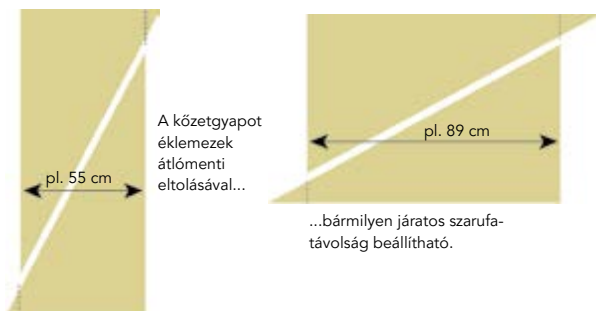 pl. 55 cm
A kőzetgyapot
éklemezek
átlómenti
eltolásával...
pl. 89 cm
...bármilyen járatos szarufa-
távolság beállítható.